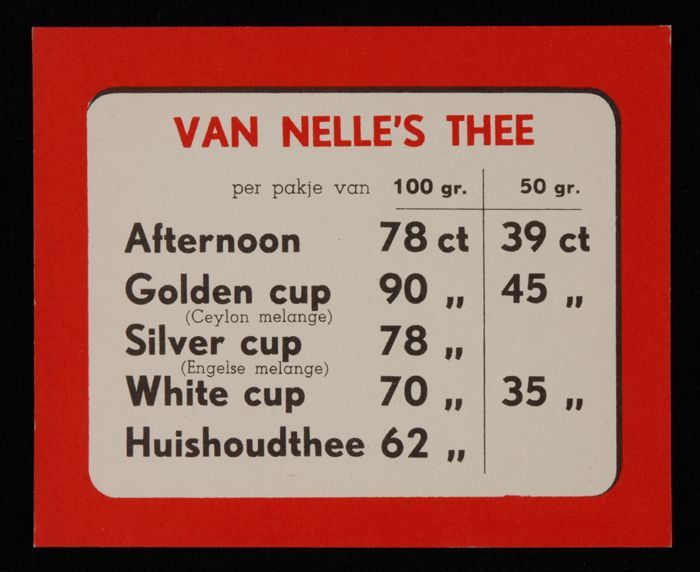 VAN NELLE'S THEE
per pakje van 100 gr. 50 gr.
Afternoon 78 ct 39 ct
Golden cup 90 „ 45 „
(Ceylon melange)
Silver cup 78 „
(Engelse melange)
White cup 70 „ 35 „
Huishoudthee 62 „